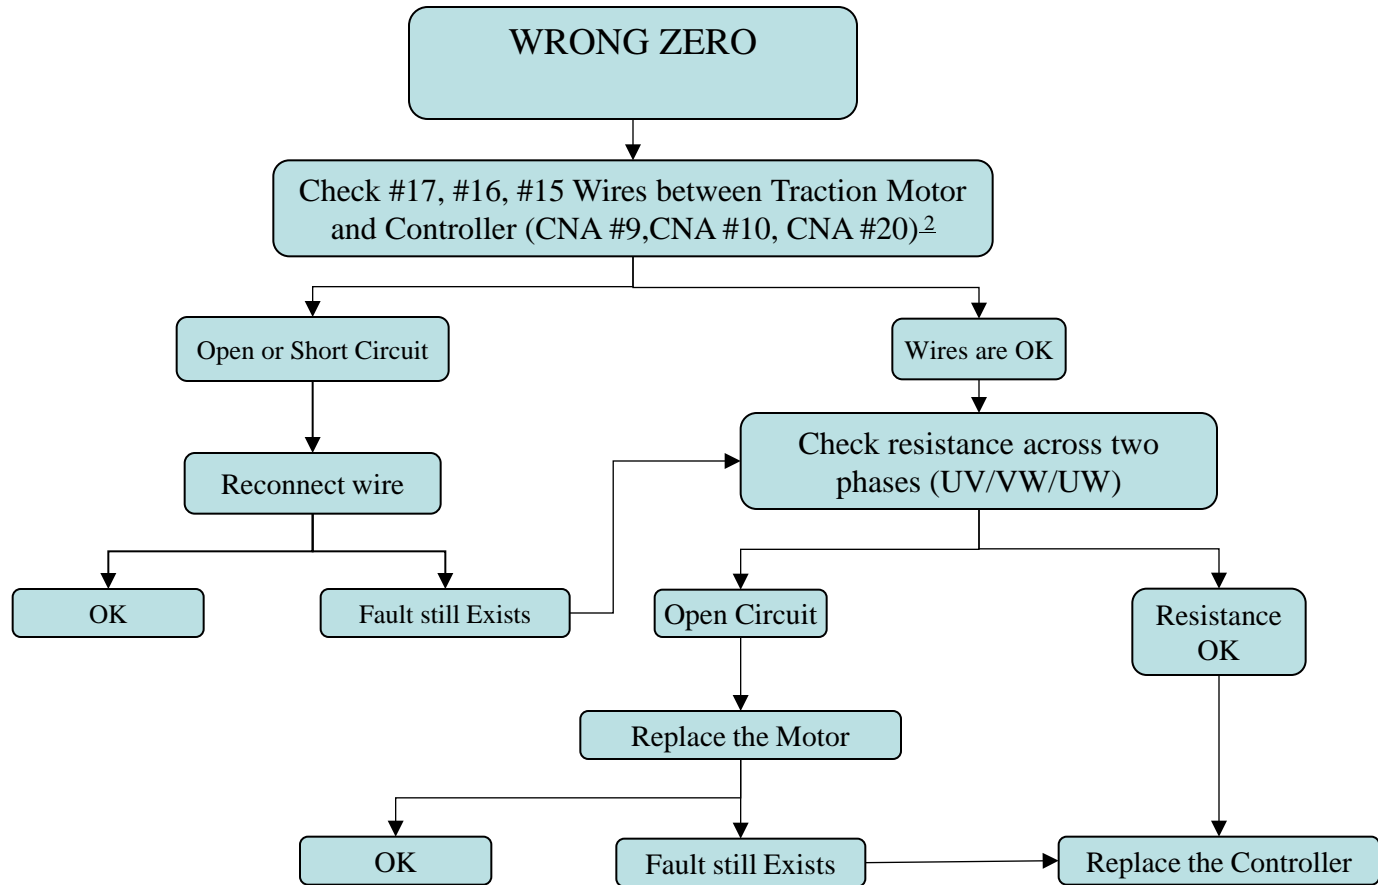 WRONG ZERO
Check #17, #16, #15 Wires between Traction Motor
and Controller (CNA #9,CNA #10, CNA #20) 2
Open or Short Circuit
Wires are OK
Check resistance across two
phases (UV/VW/UW)
Reconnect wire
OK
Fault still Exists
Open Circuit
Resistance
OK
Replace the Motor
OK
Fault still Exists
Replace the Controller